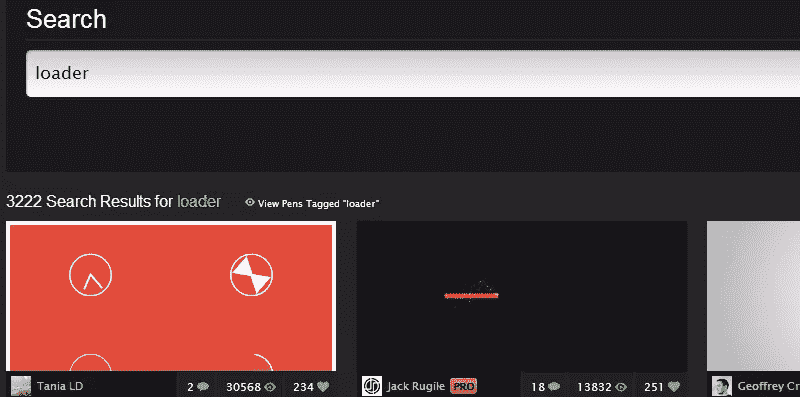 Search
loader
3222 Search Results for loader View Pens Tagged "loader"
Tania LD 2 30568 234 Jack Rugile PRO 18 13832 251 Geoffrey Cr